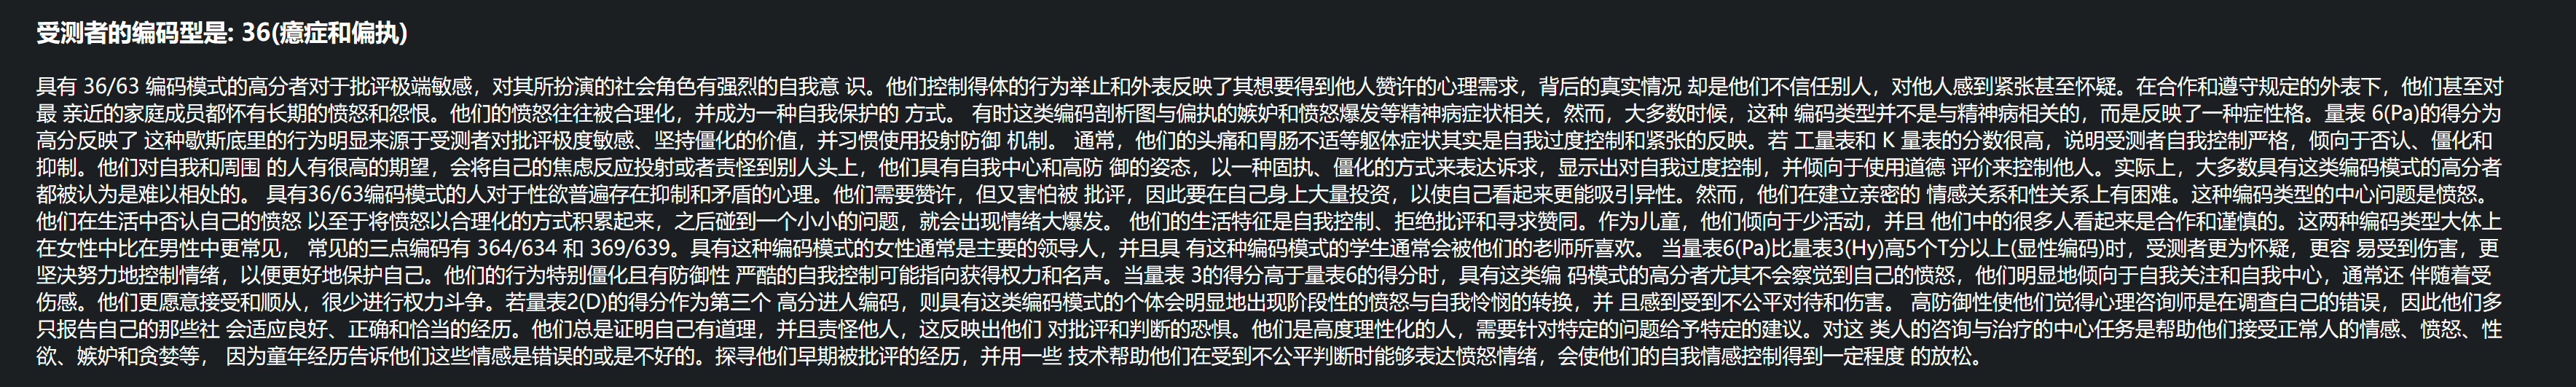 受测者的编码型是: 36(癔症和偏执)
具有 36/63 编码模式的高分者对于批评极端敏感，对其所扮演的社会角色有强烈的自我意 识。他们控制得体的行为举止和外表反映了其想要得到他人赞许的心理需求，背后的真实情况 却是他们不信任别人，对他人感到紧张甚至怀疑。在合作和遵守规定的外表下，他们甚至对
最 亲近的家庭成员都怀有长期的愤怒和怨恨。他们的愤怒往往被合理化，并成为一种自我保护的 方式。 有时这类编码剖析图与偏执的嫉妒和愤怒爆发等精神病症状相关，然而，大多数时候，这种 编码类型并不是与精神病相关的，而是反映了一种症性格。量表 6(Pa)的得分为
高分反映了 这种歇斯底里的行为明显来源于受测者对批评极度敏感、坚持僵化的价值，并习惯使用投射防御 机制。 通常，他们的头痛和胃肠不适等躯体症状其实是自我过度控制和紧张的反映。若 工量表和 K 量表的分数很高，说明受测者自我控制严格，倾向于否认、僵化和
抑制。他们对自我和周围 的人有很高的期望，会将自己的焦虑反应投射或者责怪到别人头上，他们具有自我中心和高防 御的姿态，以一种固执、僵化的方式来表达诉求，显示出对自我过度控制，并倾向于使用道德 评价来控制他人。实际上，大多数具有这类编码模式的高分者
都被认为是难以相处的。 具有36/63编码模式的人对于性欲普遍存在抑制和矛盾的心理。他们需要赞许，但又害怕被 批评，因此要在自己身上大量投资，以使自己看起来更能吸引异性。然而，他们在建立亲密的 情感关系和性关系上有困难。这种编码类型的中心问题是愤怒。
他们在生活中否认自己的愤怒 以至于将愤怒以合理化的方式积累起来，之后碰到一个小小的问题，就会出现情绪大爆发。 他们的生活特征是自我控制、拒绝批评和寻求赞同。作为儿童，他们倾向于少活动，并且 他们中的很多人看起来是合作和谨慎的。这两种编码类型大体上
在女性中比在男性中更常见， 常见的三点编码有 364/634 和 369/639。具有这种编码模式的女性通常是主要的领导人，并且具 有这种编码模式的学生通常会被他们的老师所喜欢。 当量表6(Pa)比量表3(Hy)高5个T分以上(显性编码)时，受测者更为怀疑，更容 易受到伤害，更
坚决努力地控制情绪，以便更好地保护自己。他们的行为特别僵化且有防御性 严酷的自我控制可能指向获得权力和名声。当量表 3的得分高于量表6的得分时，具有这类编 码模式的高分者尤其不会察觉到自己的愤怒，他们明显地倾向于自我关注和自我中心，通常还 伴随着受
伤感。他们更愿意接受和顺从，很少进行权力斗争。若量表2(D)的得分作为第三个 高分进人编码，则具有这类编码模式的个体会明显地出现阶段性的愤怒与自我怜悯的转换，并 且感到受到不公平对待和伤害。 高防御性使他们觉得心理咨询师是在调查自己的错误，因此他们多
只报告自己的那些社 会适应良好、正确和恰当的经历。他们总是证明自己有道理，并且责怪他人，这反映出他们 对批评和判断的恐惧。他们是高度理性化的人，需要针对特定的问题给予特定的建议。对这 类人的咨询与治疗的中心任务是帮助他们接受正常人的情感、愤怒、性
欲、嫉妒和贪婪等， 因为童年经历告诉他们这些情感是错误的或是不好的。探寻他们早期被批评的经历，并用一些 技术帮助他们在受到不公平判断时能够表达愤怒情绪，会使他们的自我情感控制得到一定程度 的放松。